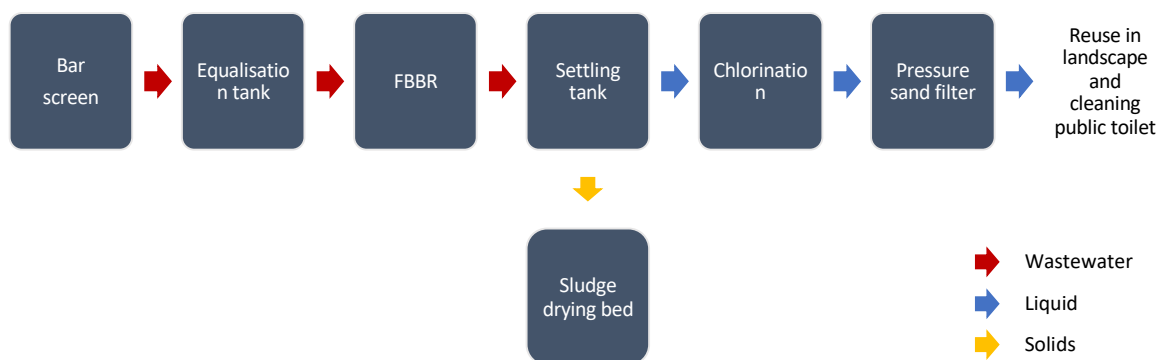 Bar
screen
Equalisatio
n tank
FBBR
Settling
tank
Chlorinatio
n
Pressure
sand filter
Reuse in
landscape
and
cleaning
public toilet
Sludge
drying bed
Wastewater
Liquid
Solids